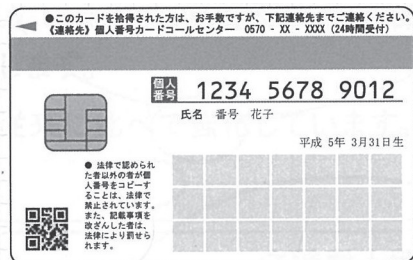 ●このカードを拾得された方は、お手数ですが、下記連絡先までご連絡ください。
《連絡先》個人番号カードコールセンター 0570 - XX - XXXX (24時間受付)
個人番号 1234 5678 9012
氏名 番号 花子
平成 5年 3月31日生
● 法律で認められ
た者以外の者が個
人番号をコピーす
ることは、法律で
禁止されています。
また、記載事項を
改ざんした者は、
法律により罰せら
れます。